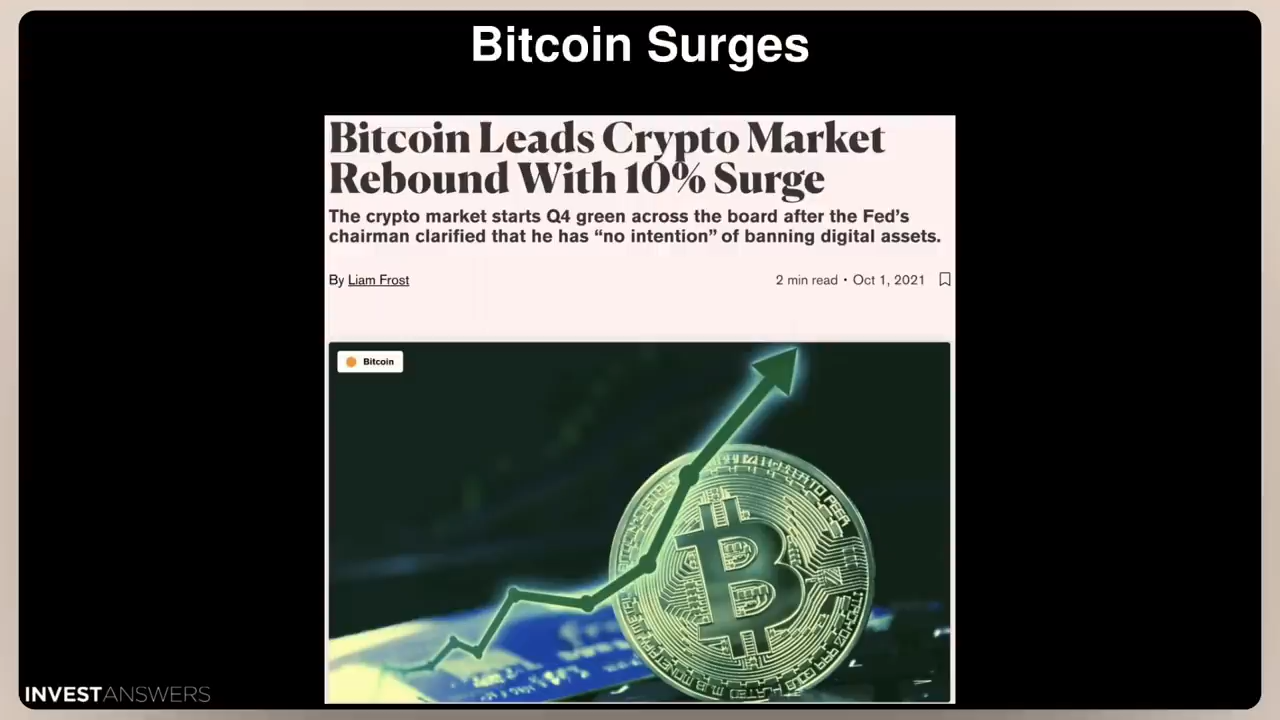 Bitcoin Surges
Bitcoin Leads Crypto Market
Rebound With 10% Surge
The crypto market starts Q4 green across the board after the Fed’s
chairman clarified that he has “no intention” of banning digital assets.
By Liam Frost
2 min read • Oct 1, 2021
Bitcoin
INVESTANSWERS